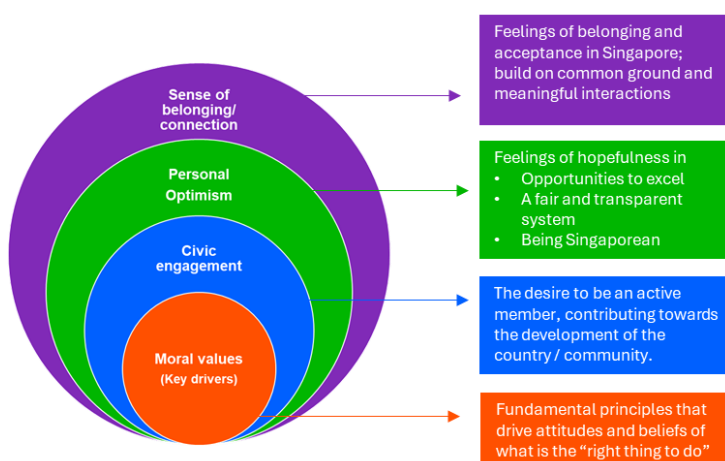 Sense of
belonging/
connection
Personal
Optimism
Civic
engagement
Moral values
(Key drivers)
Feelings of belonging and
acceptance in Singapore;
build on common ground and
meaningful interactions
Feelings of hopefulness in
• Opportunities to excel
• A fair and transparent
system
• Being Singaporean
The desire to be an active
member, contributing towards
the development of the
country / community.
Fundamental principles that
drive attitudes and beliefs of
what is the “right thing to do”